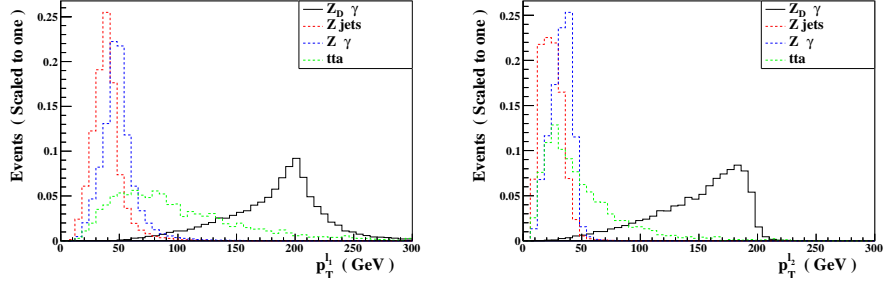 Z_D γ
Z jets
Z γ
tta
Events ( Scaled to one )
0.25
0.2
0.15
0.1
0.05
0
0 50 100 150 200 250 300
p_T^{l_1} ( GeV )
Z_D γ
Z jets
Z γ
tta
Events ( Scaled to one )
0.25
0.2
0.15
0.1
0.05
0
0 50 100 150 200 250 300
p_T^{l_2} ( GeV )